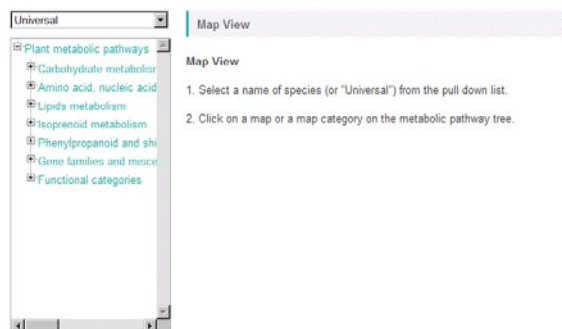 Universal
Plant metabolic pathways
Carbohydrate metabolisr
Amino acid, nucleic acid
Lipids metabolism
Isoprenoid metabolism
Phenylpropanoid and shi
Gene families and misce
Functional categories
Map View
Map View
1. Select a name of species (or "Universal") from the pull down list.
2. Click on a map or a map category on the metabolic pathway tree.